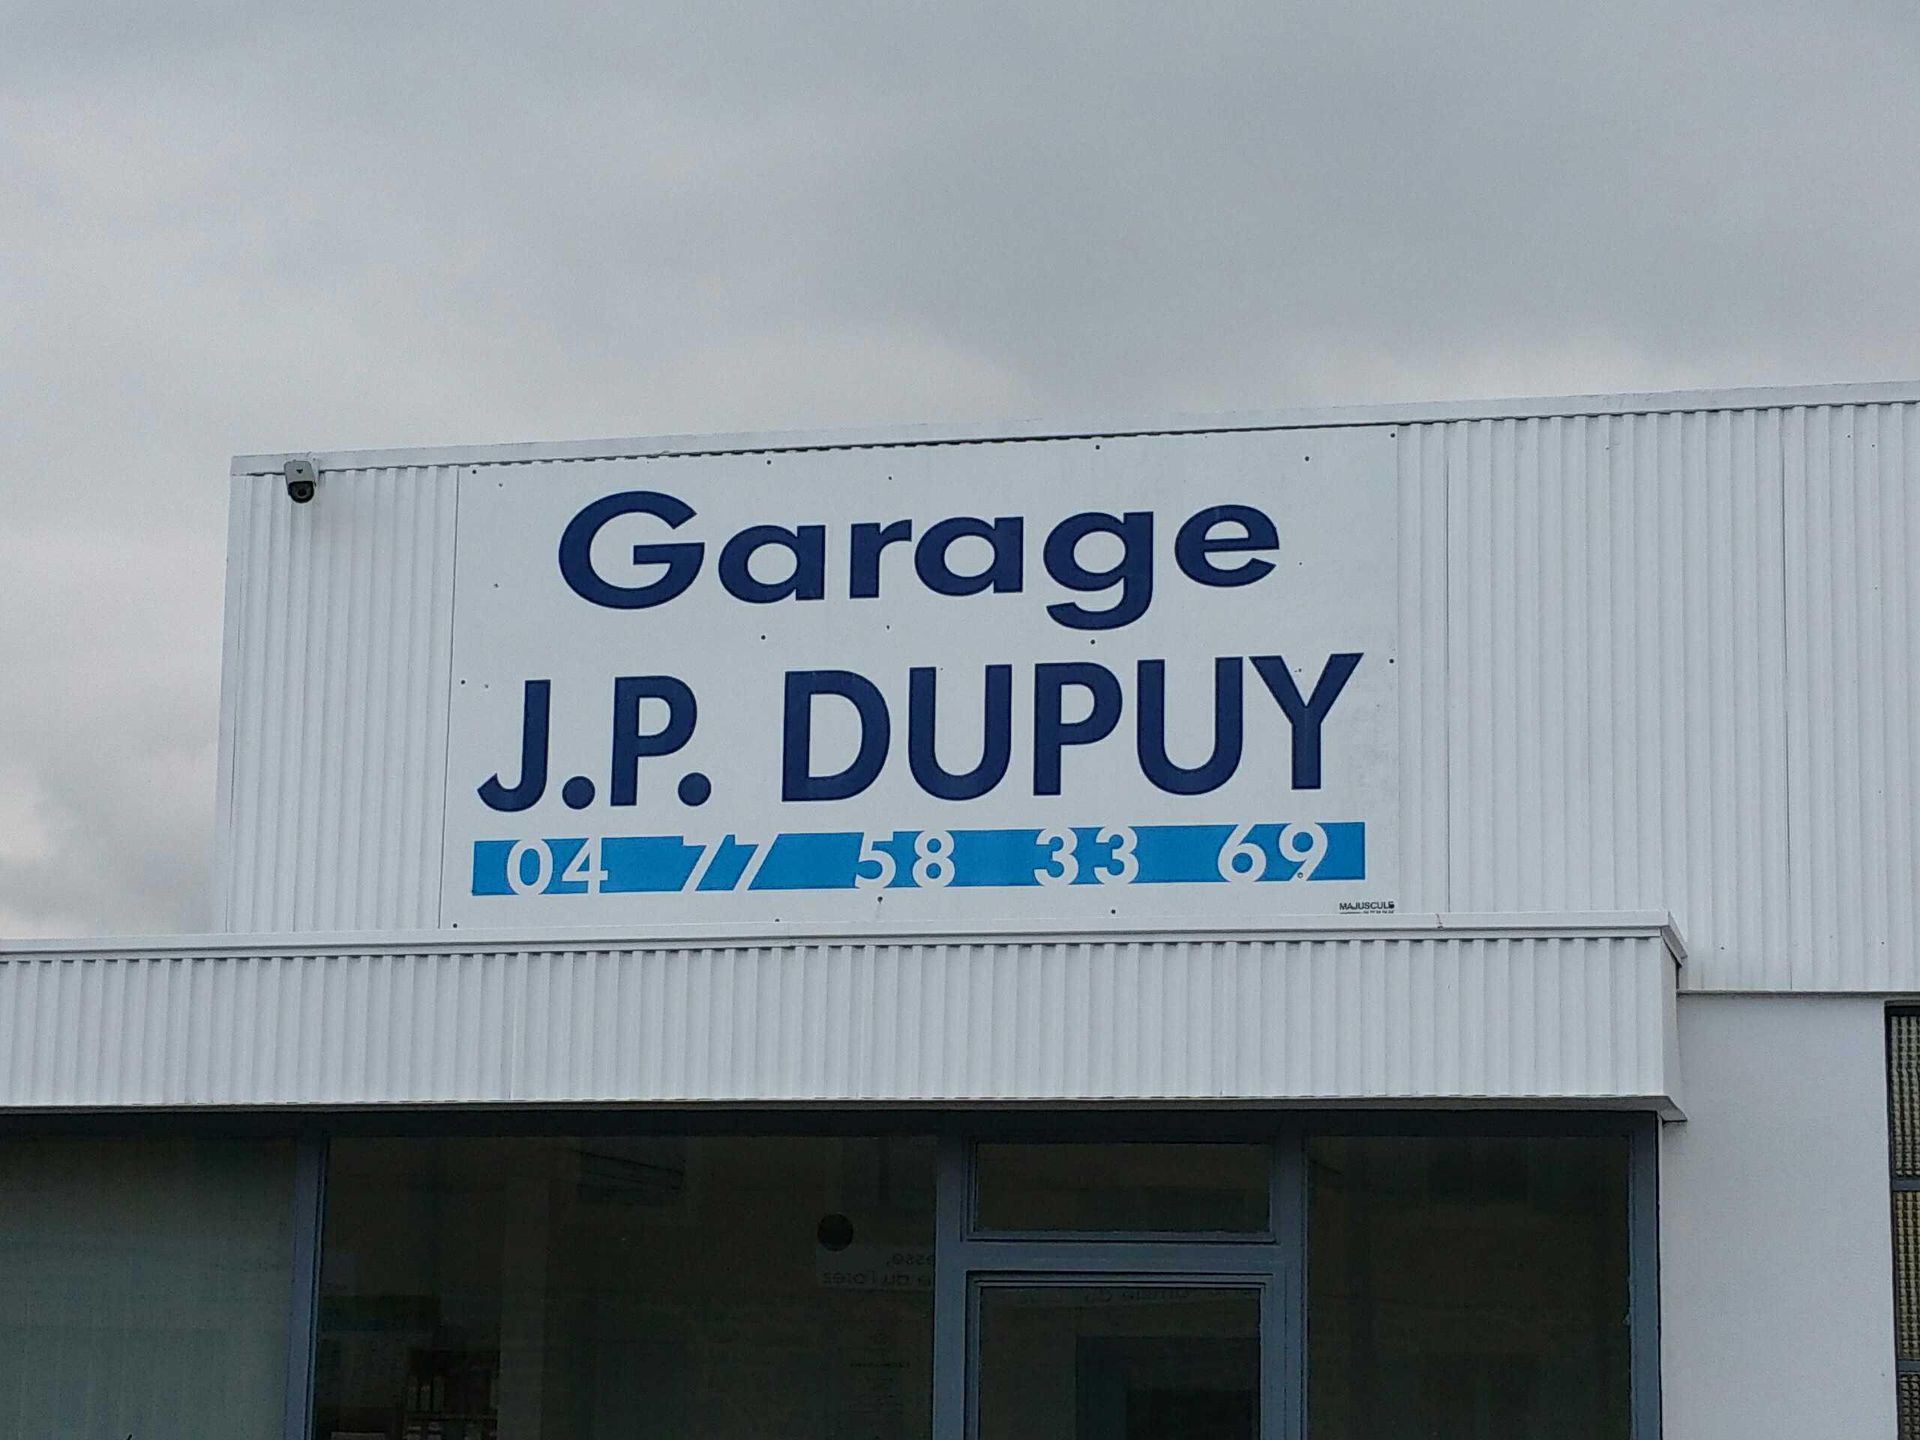 Garage
J.P. DUPUY
04 77 58 33 69
MAJUSCULE